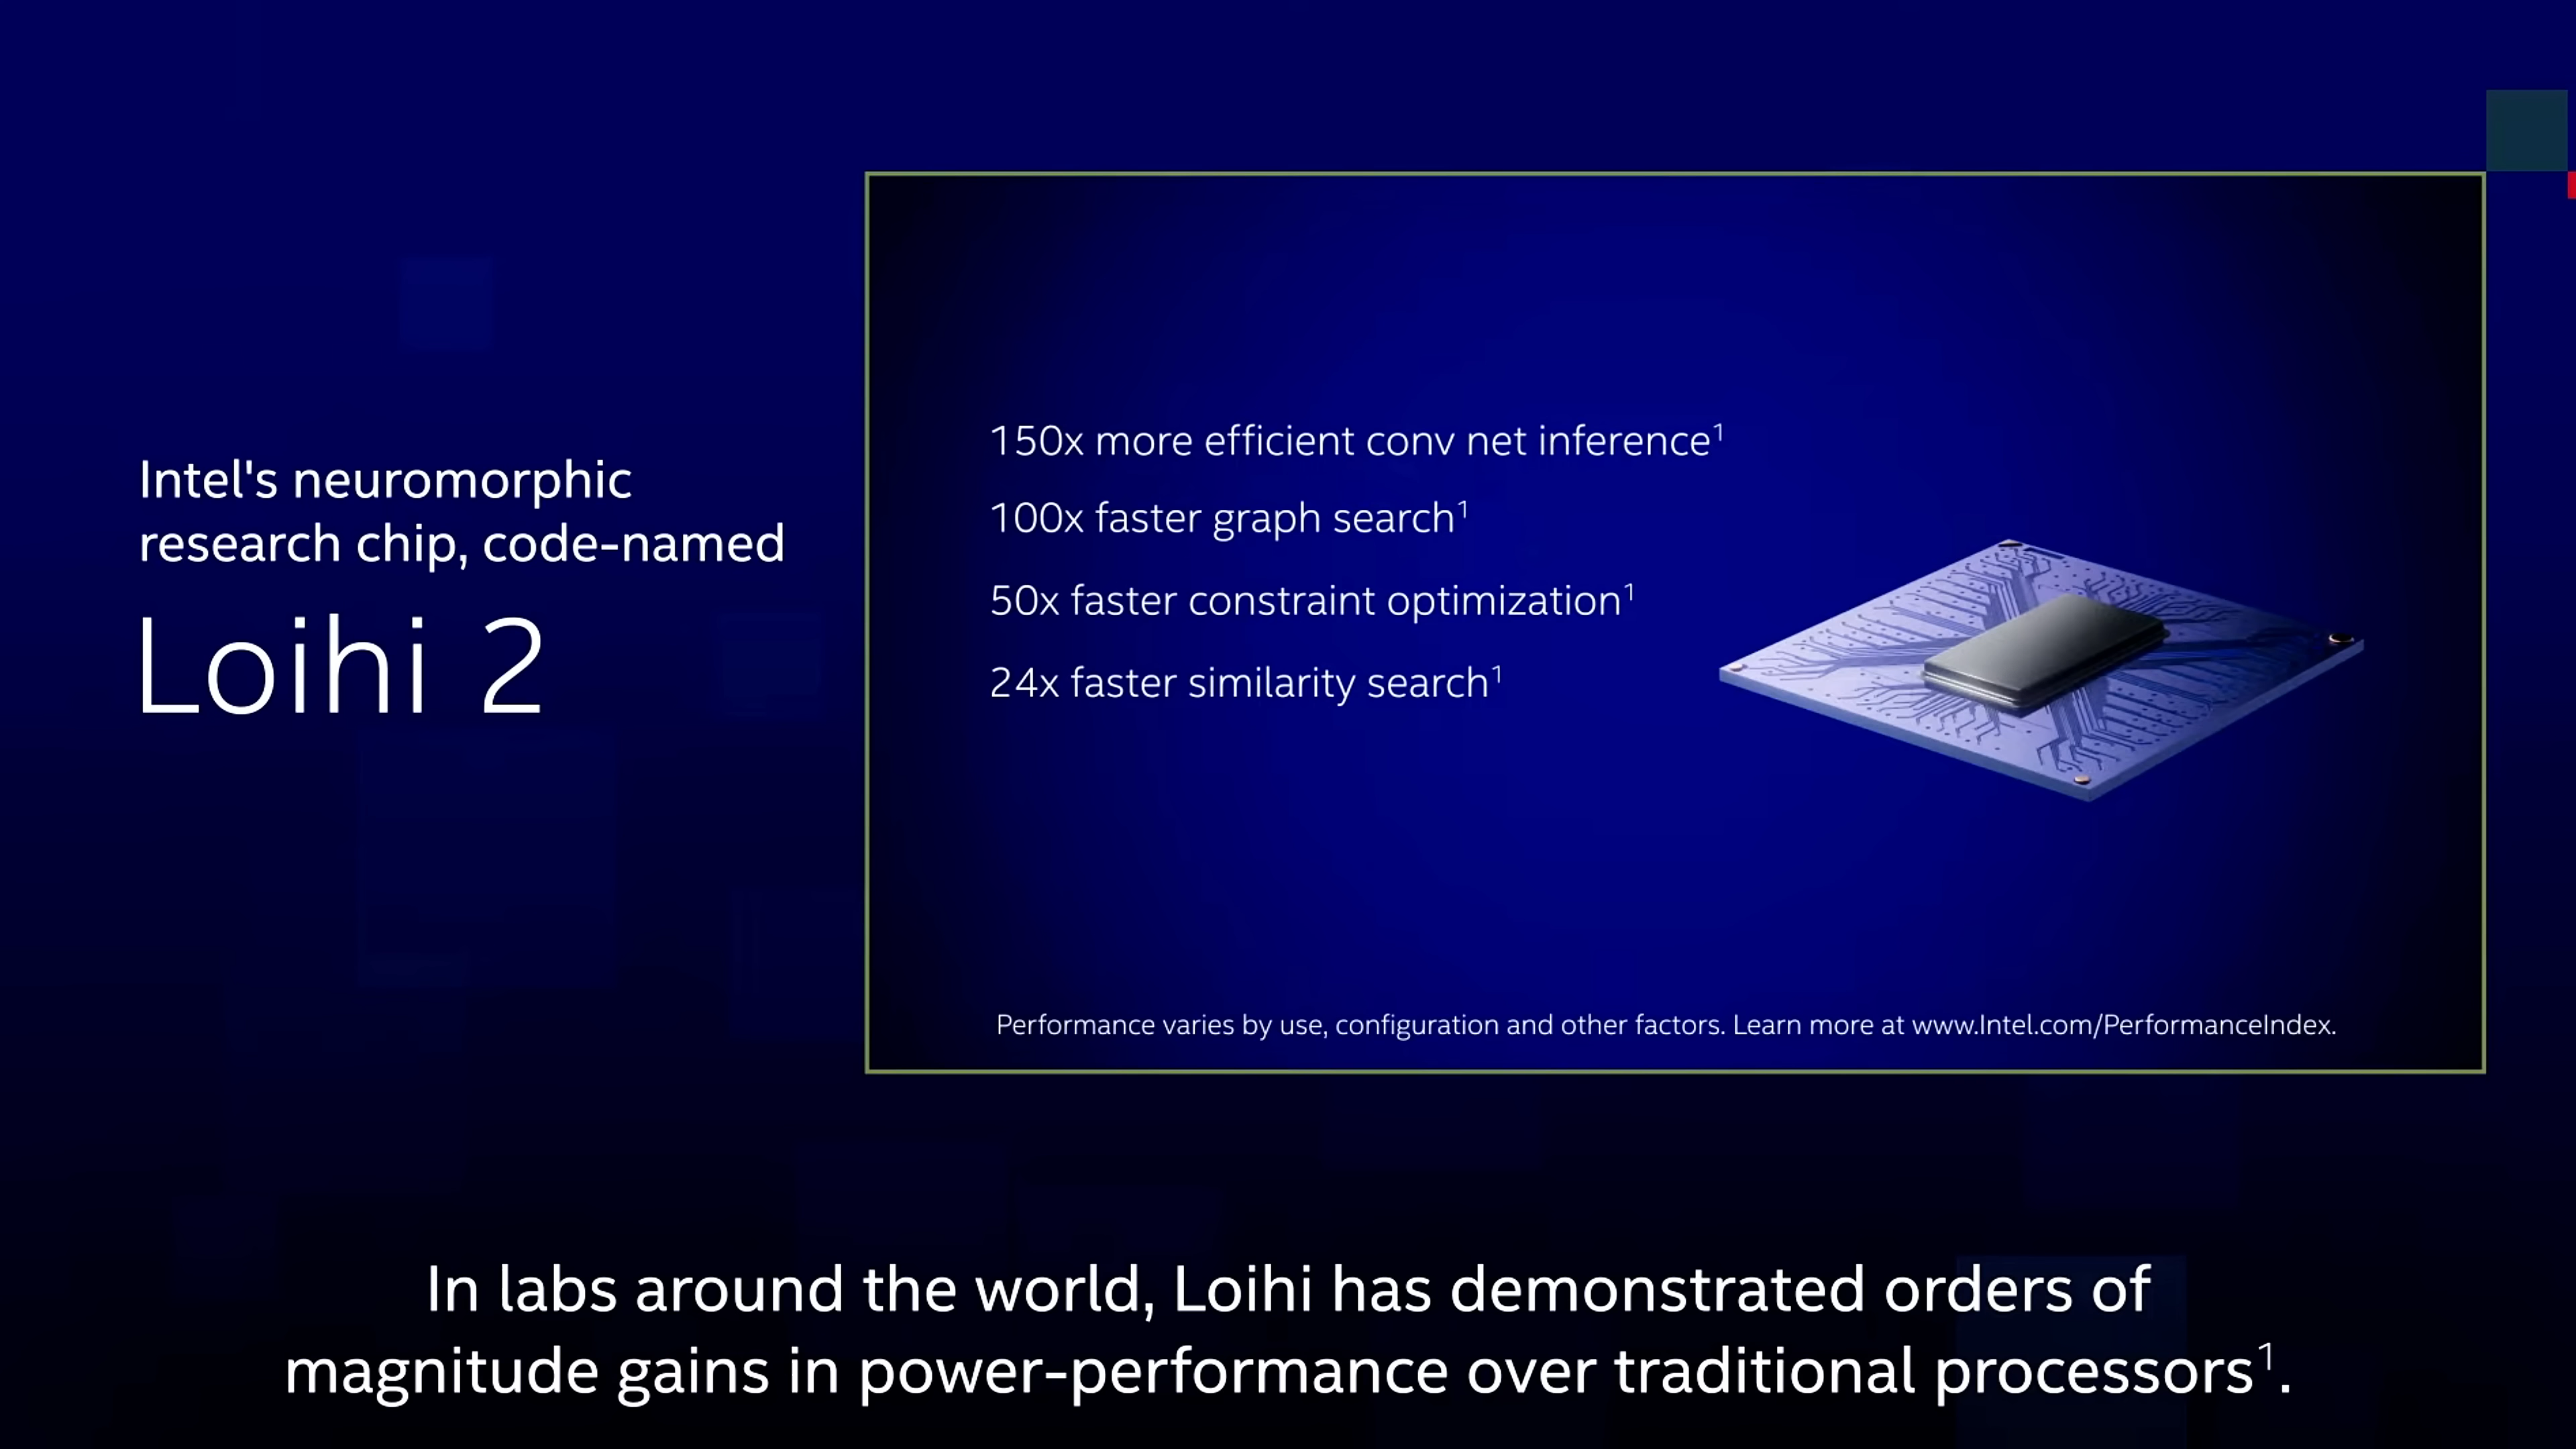 Intel's neuromorphic
research chip, code-named
Loihi 2
150x more efficient conv net inference¹
100x faster graph search¹
50x faster constraint optimization¹
24x faster similarity search¹
Performance varies by use, configuration and other factors. Learn more at www.Intel.com/PerformanceIndex.
In labs around the world, Loihi has demonstrated orders of
magnitude gains in power-performance over traditional processors¹.